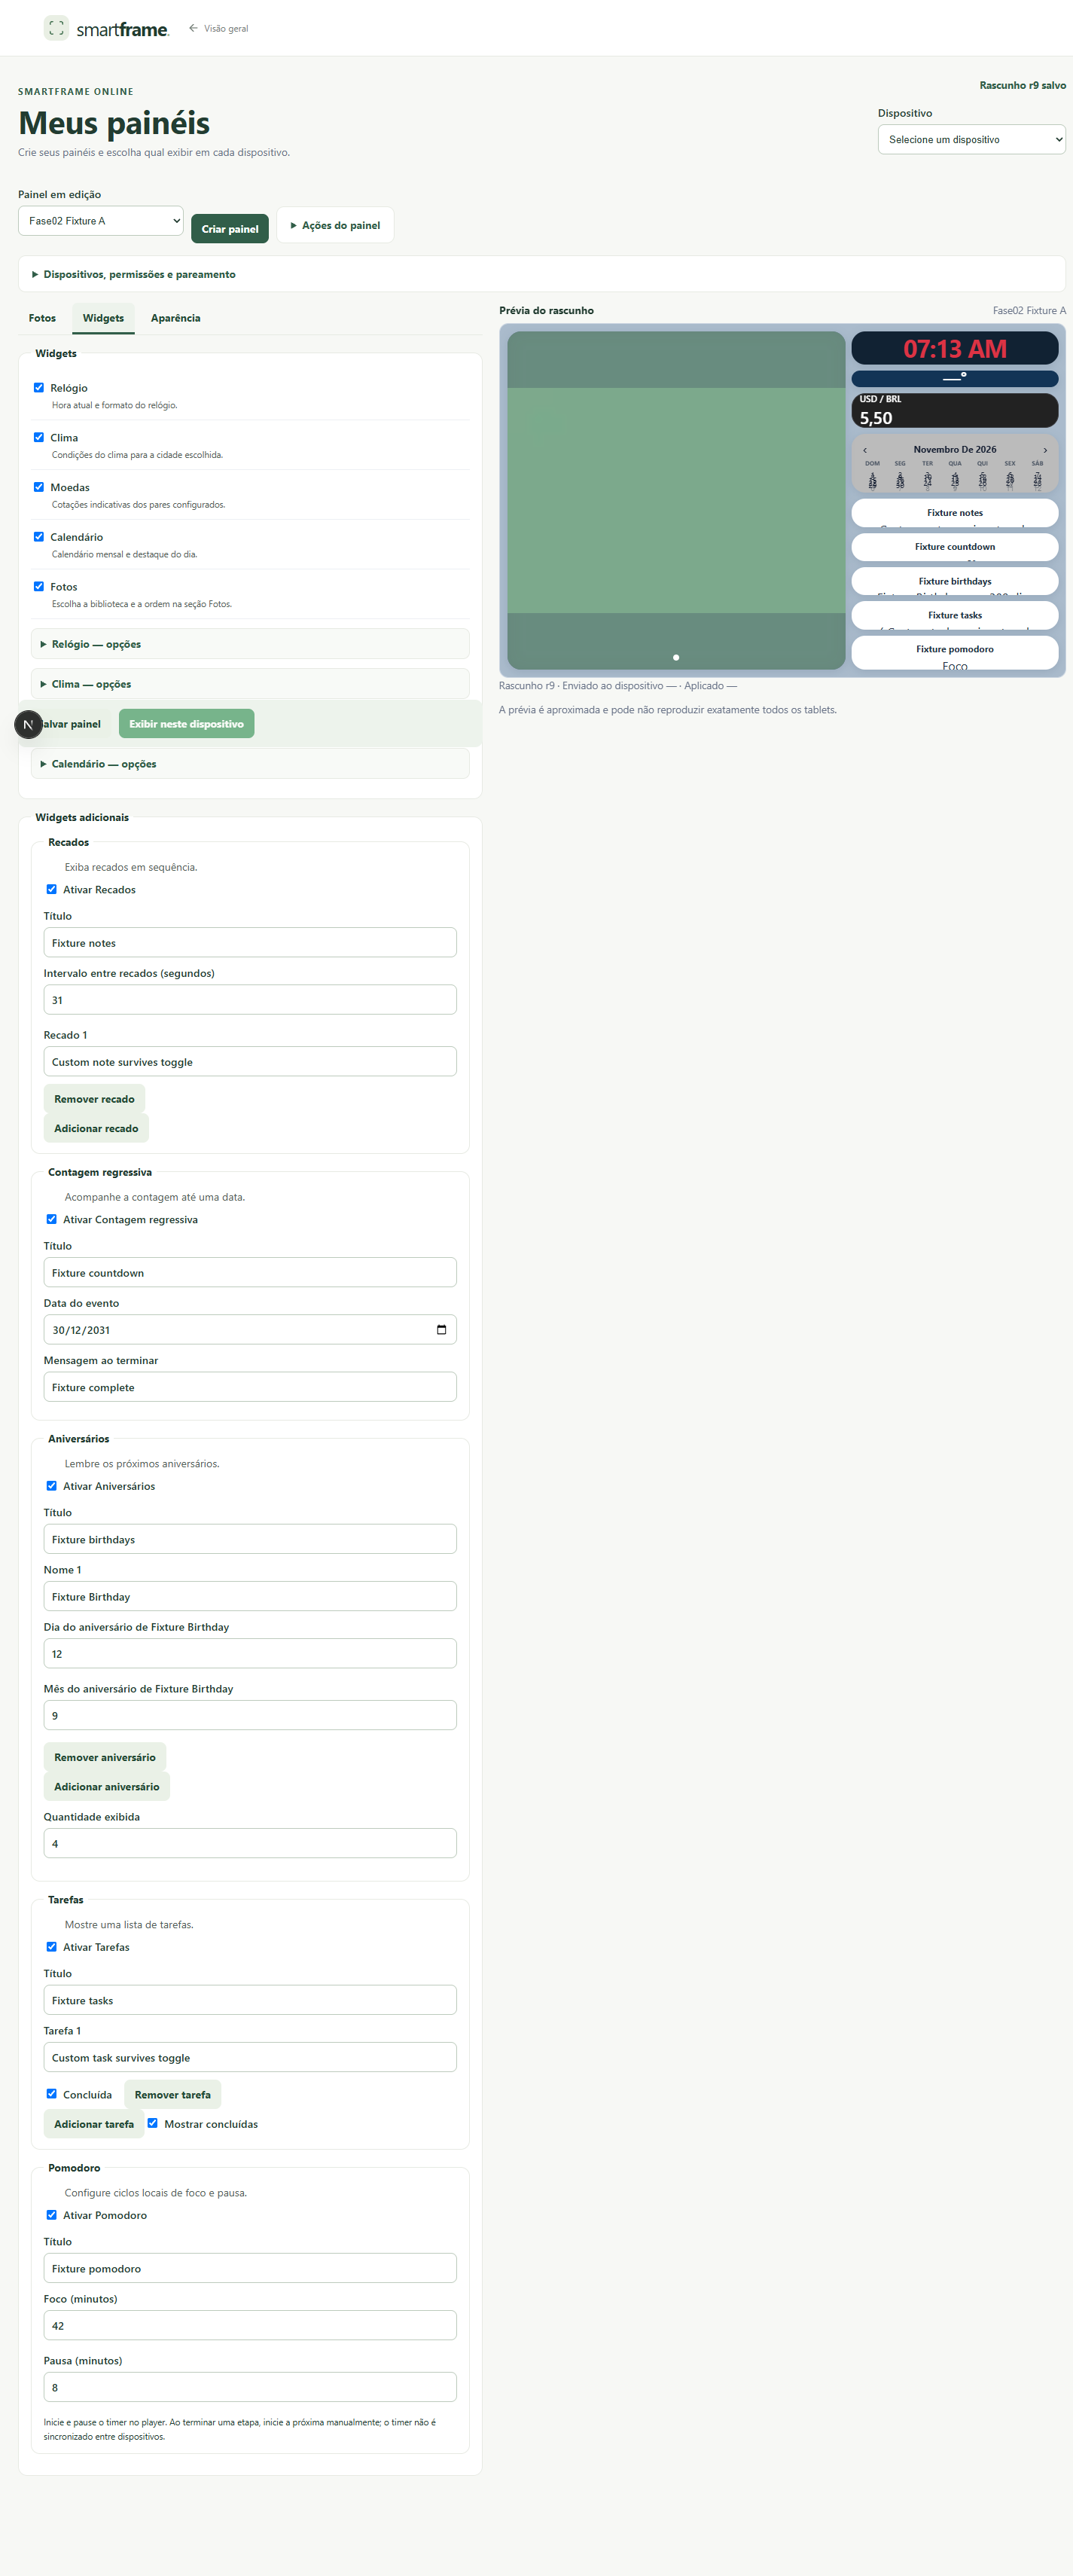 smartframe.
← Visão geral
SMARTFRAME ONLINE
Meus painéis
Crie seus painéis e escolha qual exibir em cada dispositivo.
Rascunho r9 salvo
Dispositivo
Selecione um dispositivo
Painel em edição
Fase02 Fixture A
Criar painel
Ações do painel
Dispositivos, permissões e pareamento
Fotos
Widgets
Aparência
Widgets
Relógio
Hora atual e formato do relógio.
Clima
Condições do clima para a cidade escolhida.
Moedas
Cotações indicativas dos pares configurados.
Calendário
Calendário mensal e destaque do dia.
Fotos
Escolha a biblioteca e a ordem na seção Fotos.
Relógio — opções
Clima — opções
N
alvar painel
Exibir neste dispositivo
Calendário — opções
Widgets adicionais
Recados
Exiba recados em sequência.
Ativar Recados
Título
Fixture notes
Intervalo entre recados (segundos)
31
Recado 1
Custom note survives toggle
Remover recado
Adicionar recado
Contagem regressiva
Acompanhe a contagem até uma data.
Ativar Contagem regressiva
Título
Fixture countdown
Data do evento
30/12/2031
Mensagem ao terminar
Fixture complete
Aniversários
Lembre os próximos aniversários.
Ativar Aniversários
Título
Fixture birthdays
Nome 1
Fixture Birthday
Dia do aniversário de Fixture Birthday
12
Mês do aniversário de Fixture Birthday
9
Remover aniversário
Adicionar aniversário
Quantidade exibida
4
Tarefas
Mostre uma lista de tarefas.
Ativar Tarefas
Título
Fixture tasks
Tarefa 1
Custom task survives toggle
Concluída
Remover tarefa
Adicionar tarefa
Mostrar concluídas
Pomodoro
Configure ciclos locais de foco e pausa.
Ativar Pomodoro
Título
Fixture pomodoro
Foco (minutos)
42
Pausa (minutos)
8
Inicie e pause o timer no player. Ao terminar uma etapa, inicie a próxima manualmente; o timer não é
sincronizado entre dispositivos.
Prévia do rascunho
Fase02 Fixture A
07:13 AM
—°
USD / BRL
5,50
‹ Novembro De 2026 ›
DOM SEG TER QUA QUI SEX SÁB
Fixture notes
Fixture countdown
Fixture birthdays
Fixture tasks
Fixture pomodoro
Foco
Rascunho r9 · Enviado ao dispositivo — · Aplicado —
A prévia é aproximada e pode não reproduzir exatamente todos os tablets.